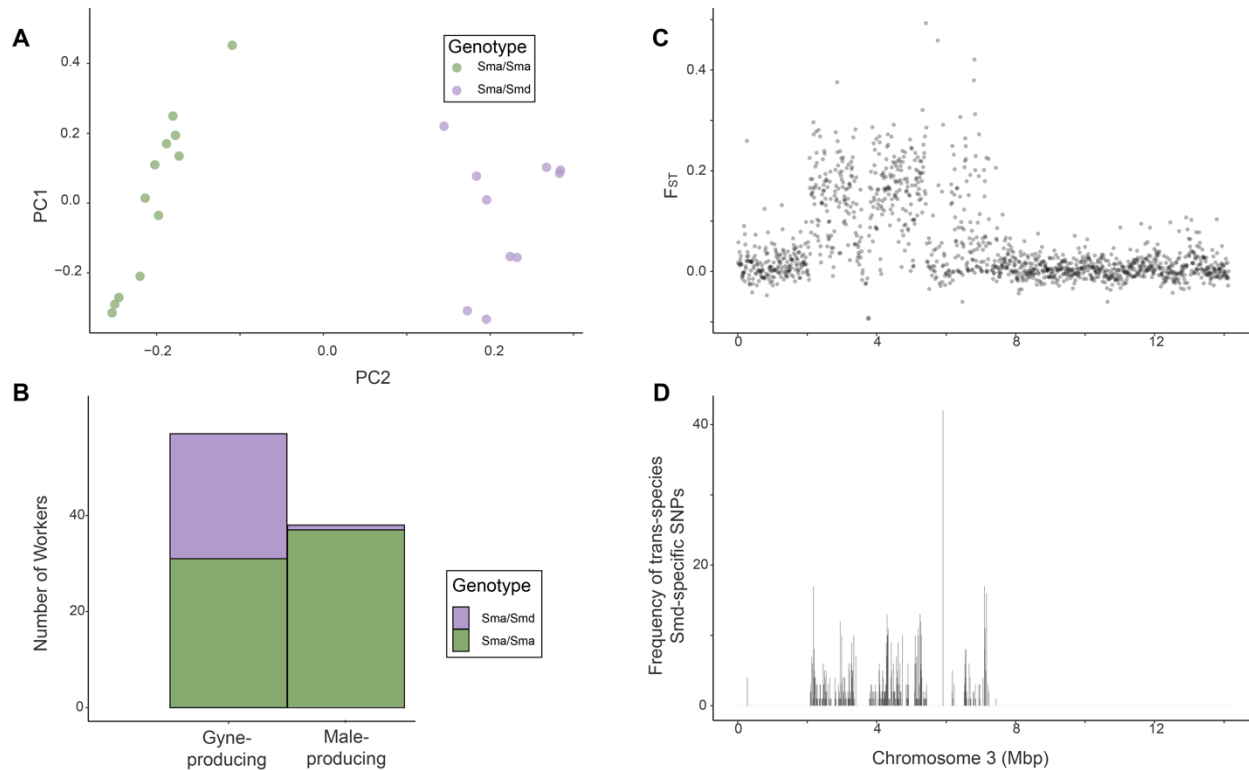 A
PC1
0.4
0.2
0.0
−0.2
−0.2
0.0
0.2
PC2
Genotype
Sma/Sma
Sma/Smd
B
Number of Workers
40
20
0
Gyne-
producing
Male-
producing
Genotype
Sma/Smd
Sma/Sma
C
FST
0.4
0.2
0.0
0
4
8
12
D
Frequency of trans-species
Smd-specific SNPs
40
20
0
0
4
8
12
Chromosome 3 (Mbp)